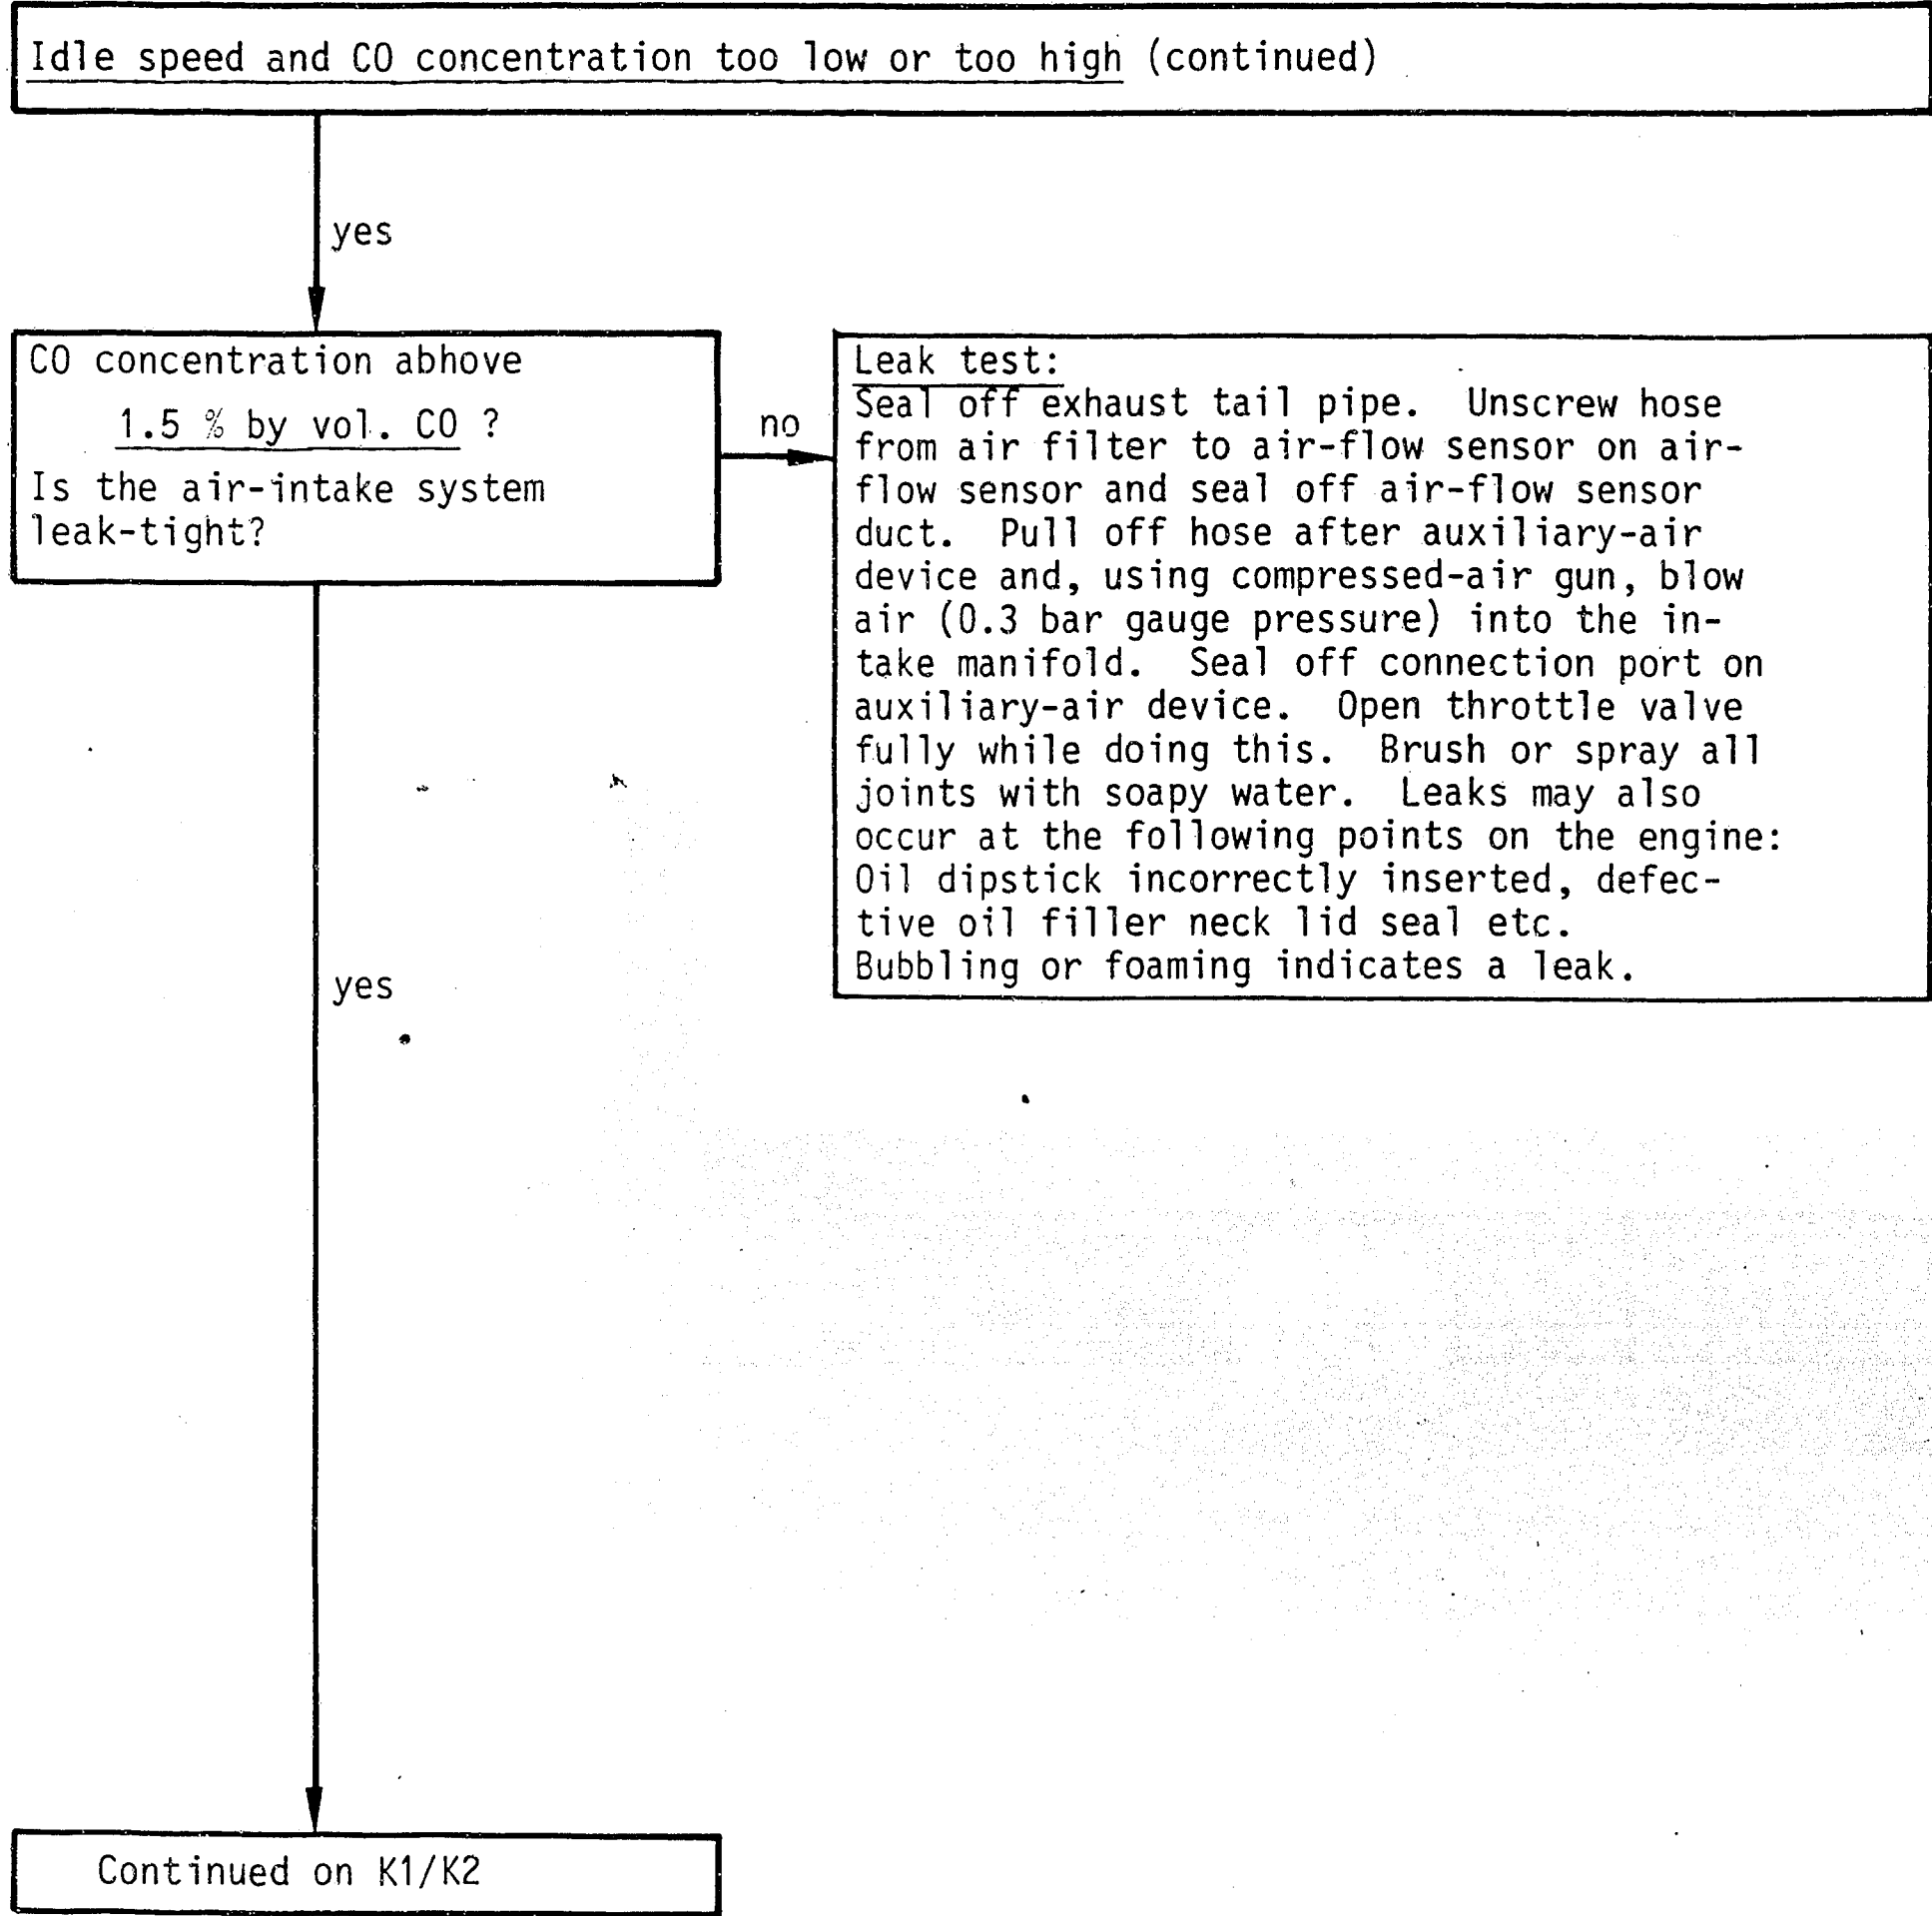 Idle speed and CO concentration too low or too high (continued)
yes
CO concentration abhove
1.5 % by vol. CO ?
Is the air-intake system
leak-tight?
no
Leak test:
Seal off exhaust tail pipe. Unscrew hose
from air filter to air-flow sensor on air-
flow sensor and seal off air-flow sensor
duct. Pull off hose after auxiliary-air
device and, using compressed-air gun, blow
air (0.3 bar gauge pressure) into the in-
take manifold. Seal off connection port on
auxiliary-air device. Open throttle valve
fully while doing this. Brush or spray all
joints with soapy water. Leaks may also
occur at the following points on the engine:
Oil dipstick incorrectly inserted, defec-
tive oil filler neck lid seal etc.
Bubbling or foaming indicates a leak.
yes
Continued on K1/K2